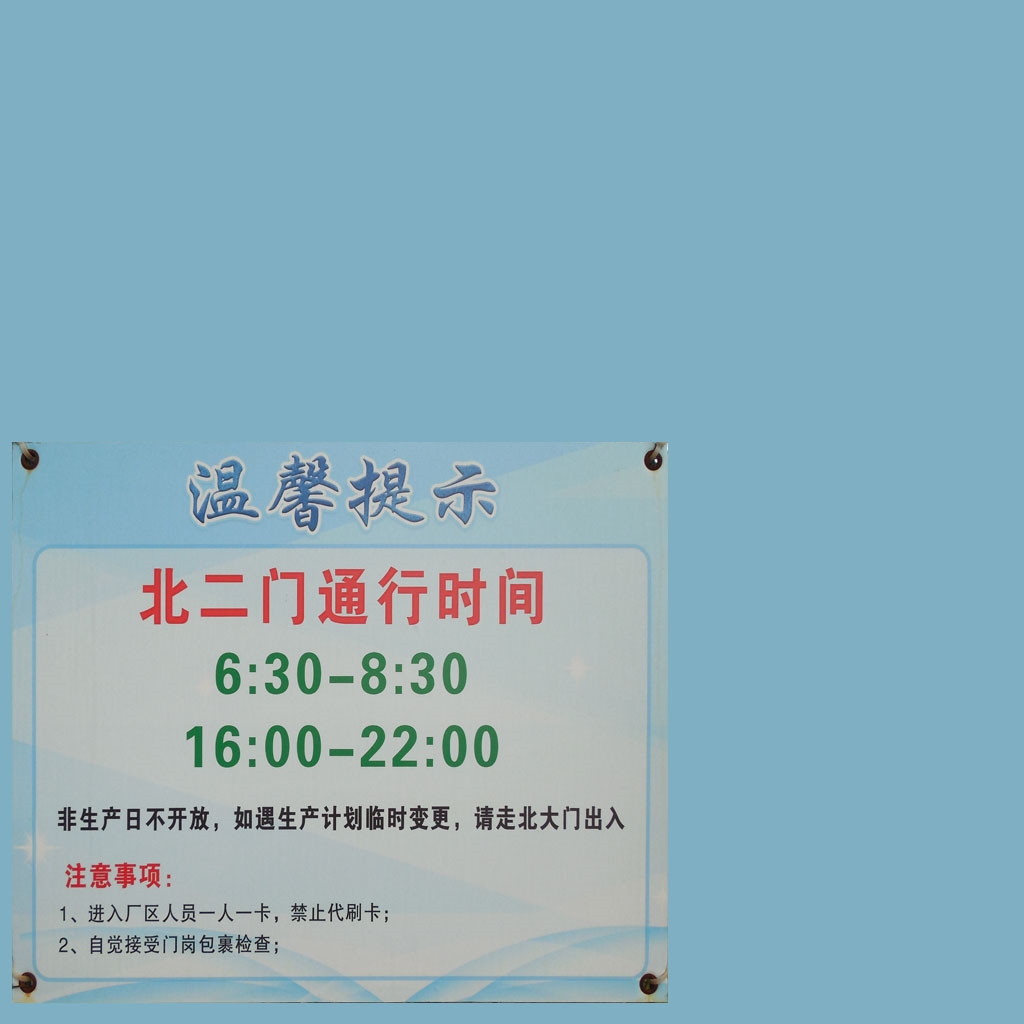 温馨提示
北二门通行时间
6:30-8:30
16:00-22:00
非生产日不开放，如遇生产计划临时变更，请走北大门出入
注意事项：
1、进入厂区人员一人一卡，禁止代刷卡；
2、自觉接受门岗包裹检查；